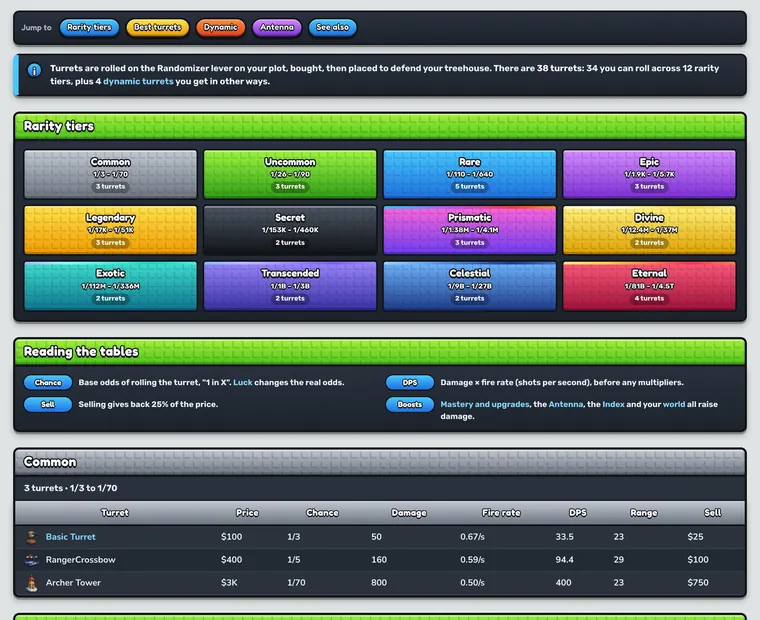 Jump to Rarity tiers Best turrets Dynamic Antenna See also
Turrets are rolled on the Randomizer lever on your plot, bought, then placed to defend your treehouse. There are 38 turrets: 34 you can roll across 12 rarity
tiers, plus 4 dynamic turrets you get in other ways.
Rarity tiers
Common Uncommon Rare Epic
1/3 – 1/70 1/26 – 1/90 1/110 – 1/640 1/1.9K – 1/5.7K
3 turrets 3 turrets 5 turrets 3 turrets
Legendary Secret Prismatic Divine
1/17K – 1/51K 1/153K – 1/460K 1/1.38M – 1/4.1M 1/12.4M – 1/37M
3 turrets 2 turrets 3 turrets 2 turrets
Exotic Transcended Celestial Eternal
1/112M – 1/336M 1/1B – 1/3B 1/9B – 1/27B 1/81B – 1/4.5T
2 turrets 2 turrets 2 turrets 4 turrets
Reading the tables
Chance Base odds of rolling the turret, "1 in X". Luck changes the real odds. DPS Damage × fire rate (shots per second), before any multipliers.
Sell Selling gives back 25% of the price. Boosts Mastery and upgrades, the Antenna, the Index and your world all raise
damage.
Common
3 turrets • 1/3 to 1/70
Turret Price Chance Damage Fire rate DPS Range Sell
Basic Turret $100 1/3 50 0.67/s 33.5 23 $25
RangerCrossbow $400 1/5 160 0.59/s 94.4 29 $100
Archer Tower $3K 1/70 800 0.50/s 400 23 $750